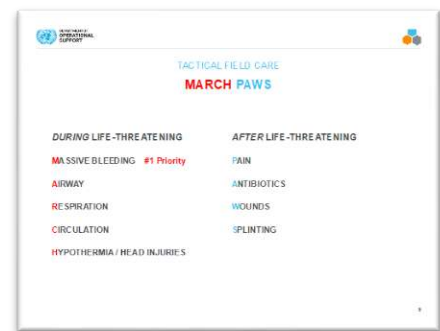 DEPARTMENT OF
OPERATIONAL
SUPPORT
TACTICAL FIELD CARE
MARCH PAWS
DURING LIFE-THREATENING
MASSIVE BLEEDING #1 Priority
AIRWAY
RESPIRATION
CIRCULATION
HYPOTHERMIA / HEAD INJURIES
AFTER LIFE-THREATENING
PAIN
ANTIBIOTICS
WOUNDS
SPLINTING